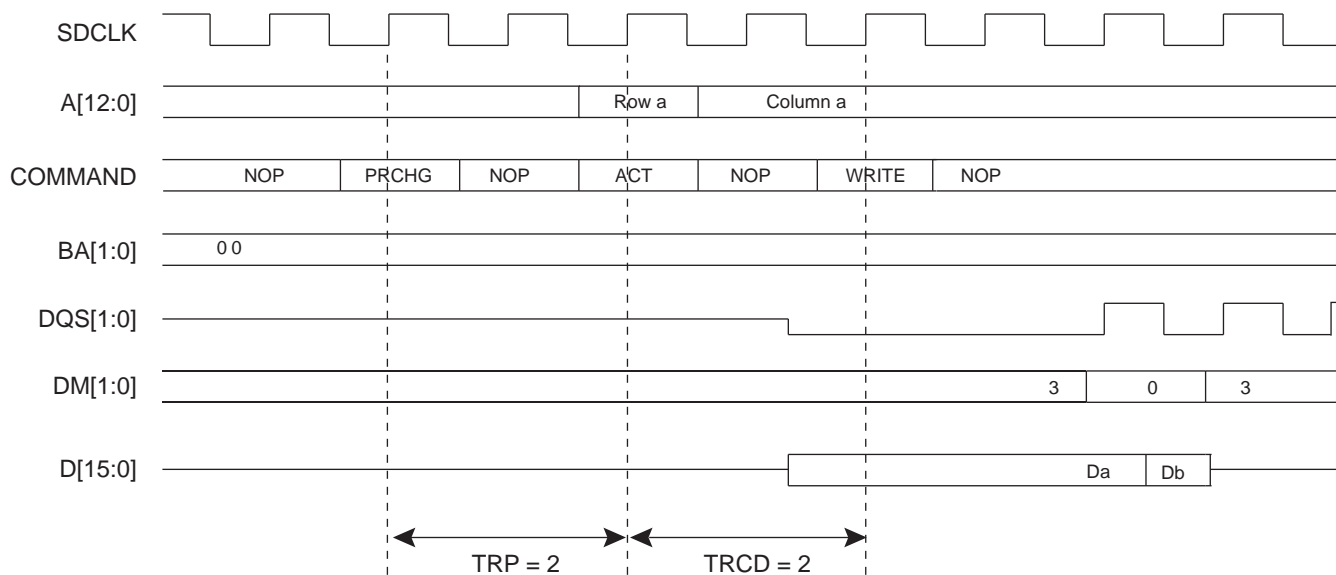 SDCLK
A[12:0] Row a Column a
COMMAND NOP PRCHG NOP ACT NOP WRITE NOP
BA[1:0] 0 0
DQS[1:0]
DM[1:0] 3 0 3
D[15:0] Da Db
TRP = 2 TRCD = 2